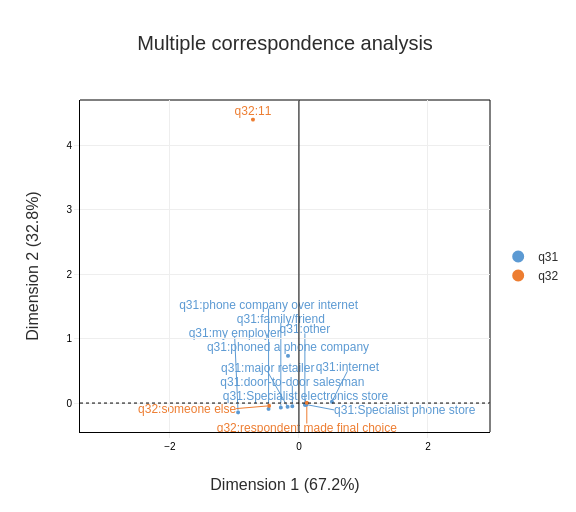 Multiple correspondence analysis
q32:11
4
3
2
1
0
Dimension 2 (32.8%)
q31
q32
q31:phone company over internet
q31:family/friend
q31:other
q31:my employer
q31:phoned a phone company
q31:major retailer
q31:internet
q31:door-to-door salesman
q31:Specialist electronics store
q32:someone else
q31:Specialist phone store
q32:respondent made final choice
−2
0
2
Dimension 1 (67.2%)